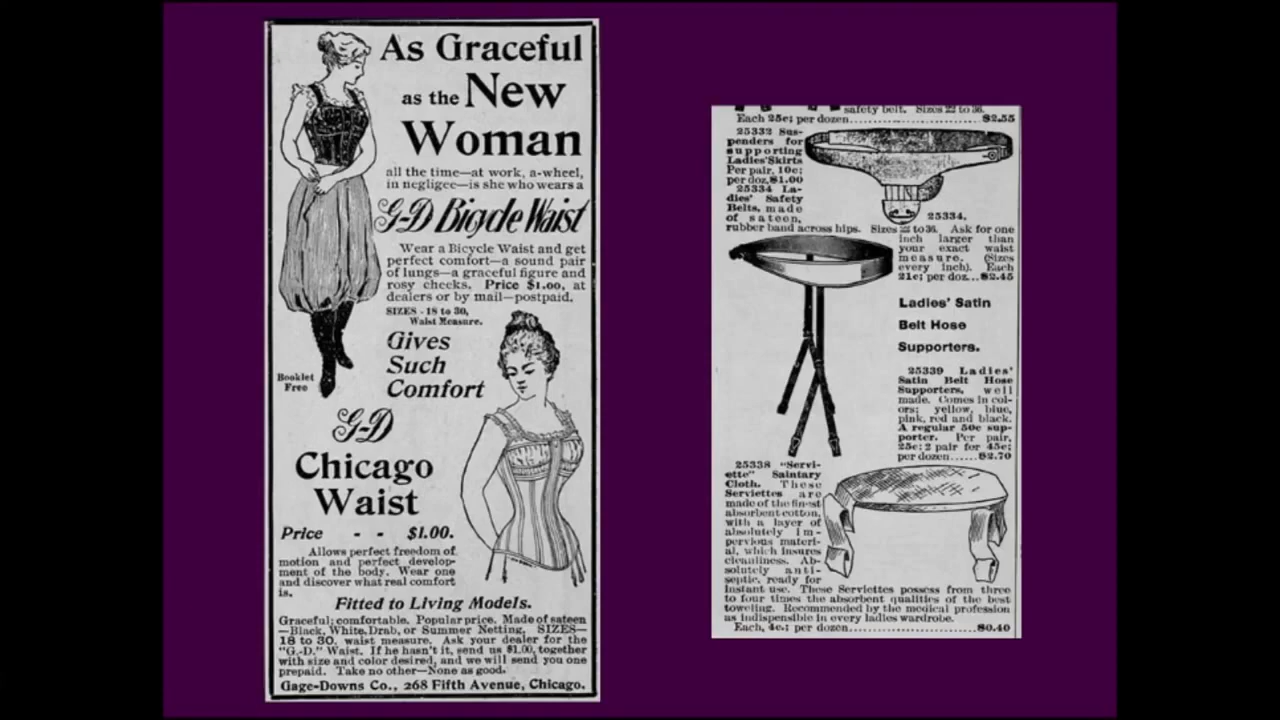 As Graceful
as the New
Woman
all the time—at work, a-wheel,
in negligee—is she who wears a
G-D Bicycle Waist
Wear a Bicycle Waist and get
perfect comfort—a sound pair
of lungs—a graceful figure and
rosy cheeks. Price $1.00, at
dealers or by mail—postpaid.
SIZES - 18 to 30,
Waist Measure.
Gives
Such
Comfort
Booklet
Free
G-D
Chicago
Waist
Price - - $1.00.
Allows perfect freedom of
motion and perfect develop-
ment of the body. Wear one
and discover what real comfort
is.
Fitted to Living Models.
Graceful; comfortable. Popular price. Made of sateen
—Black, White, Drab, or Summer Netting. SIZES—
18 to 30, waist measure. Ask your dealer for the
"G.-D." Waist. If he hasn't it, send us $1.00, together
with size and color desired, and we will send you one
prepaid. Take no other—None as good.
Gage-Downs Co., 268 Fifth Avenue, Chicago.
safety belt. Sizes 22 to 36.
Each 25c; per dozen.......................$2.55
25332 Sus-
penders for
supporting
Ladies' Skirts
Per pair, 10c;
per doz, $1.00
25334 La-
dies' Safety
Belts, made
of sateen,
rubber band across hips. Sizes 22 to 36. Ask for one
25334.
inch larger than
your exact waist
measure. (Sizes
every inch). Each
21c; per doz...$2.45
Ladies' Satin
Belt Hose
Supporters.
25339 Ladies'
Satin Belt Hose
Supporters, well
made. Comes in col-
ors; yellow, blue,
pink, red and black.
A regular 50c sup-
porter. Per pair,
25c; 2 pair for 45c;
per dozen......$2.70
25338 "Servi-
ette" Saintary
Cloth. These
Serviettes are
made of the finest
absorbent cotton,
with a layer of
absolutely im-
pervious materi-
al, which insures
cleanliness. Ab-
solutely anti-
septic, ready for
instant use. These Serviettes possess from three
to four times the absorbent qualities of the best
toweling. Recommended by the medical profession
as indispensible in every ladies wardrobe.
Each, 4c.; per dozen.......................$0.40